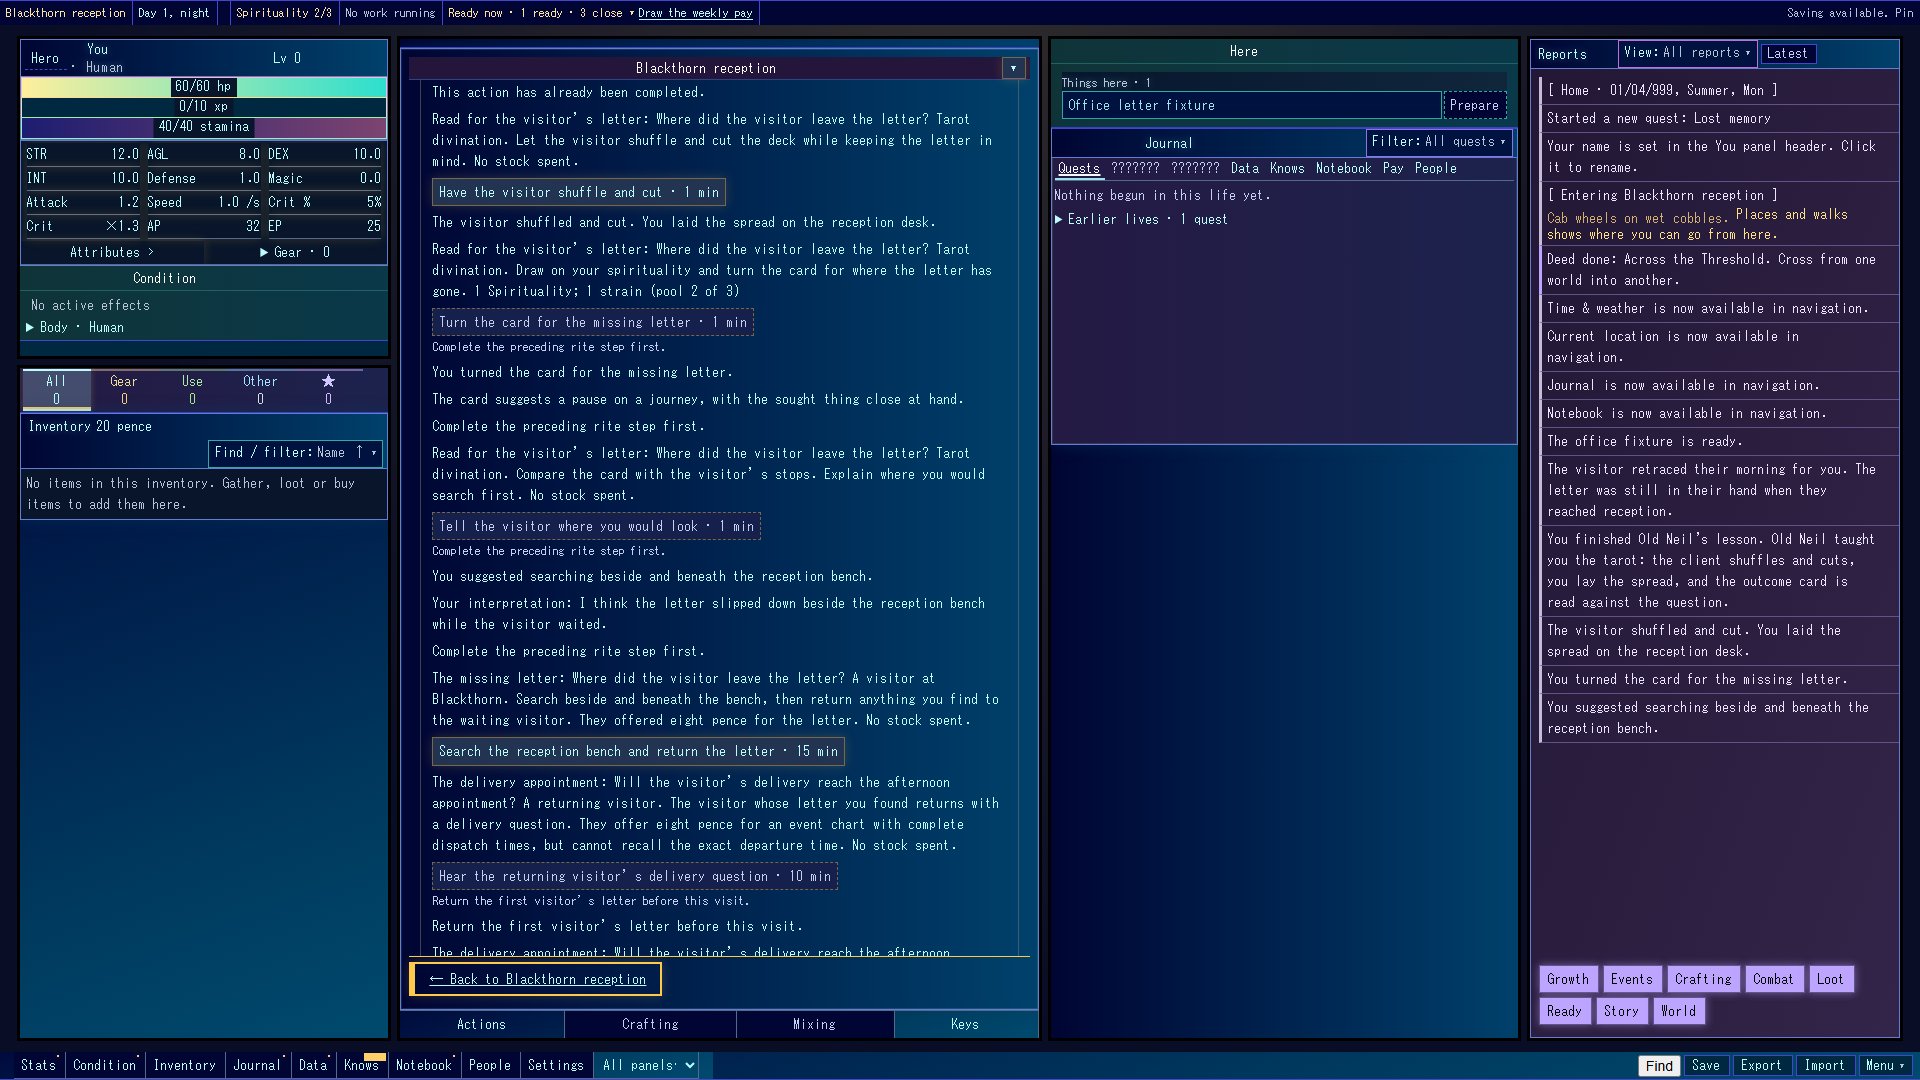 Blackthorn reception Day 1, night Spirituality 2/3 No work running Ready now · 1 ready · 3 close ▾ Draw the weekly pay Saving available. Pin
Hero · You Human Lv 0
60/60 hp
0/10 xp
40/40 stamina
STR 12.0 AGL 8.0 DEX 10.0
INT 10.0 Defense 1.0 Magic 0.0
Attack 1.2 Speed 1.0 /s Crit % 5%
Crit ×1.3 AP 32 EP 25
Attributes > ▶ Gear · 0
Condition
No active effects
▶ Body · Human
All Gear Use Other ★
0 0 0 0 0
Inventory 20 pence
Find / filter: Name ↑ ▾
No items in this inventory. Gather, loot or buy
items to add them here.
Blackthorn reception ▾
This action has already been completed.
Read for the visitor's letter: Where did the visitor leave the letter? Tarot
divination. Let the visitor shuffle and cut the deck while keeping the letter in
mind. No stock spent.
Have the visitor shuffle and cut · 1 min
The visitor shuffled and cut. You laid the spread on the reception desk.
Read for the visitor's letter: Where did the visitor leave the letter? Tarot
divination. Draw on your spirituality and turn the card for where the letter has
gone. 1 Spirituality; 1 strain (pool 2 of 3)
Turn the card for the missing letter · 1 min
Complete the preceding rite step first.
You turned the card for the missing letter.
The card suggests a pause on a journey, with the sought thing close at hand.
Complete the preceding rite step first.
Read for the visitor's letter: Where did the visitor leave the letter? Tarot
divination. Compare the card with the visitor's stops. Explain where you would
search first. No stock spent.
Tell the visitor where you would look · 1 min
Complete the preceding rite step first.
You suggested searching beside and beneath the reception bench.
Your interpretation: I think the letter slipped down beside the reception bench
while the visitor waited.
Complete the preceding rite step first.
The missing letter: Where did the visitor leave the letter? A visitor at
Blackthorn. Search beside and beneath the bench, then return anything you find to
the waiting visitor. They offered eight pence for the letter. No stock spent.
Search the reception bench and return the letter · 15 min
The delivery appointment: Will the visitor's delivery reach the afternoon
appointment? A returning visitor. The visitor whose letter you found returns with
a delivery question. They offer eight pence for an event chart with complete
dispatch times, but cannot recall the exact departure time. No stock spent.
Hear the returning visitor's delivery question · 10 min
Return the first visitor's letter before this visit.
Return the first visitor's letter before this visit.
The delivery appointment: Will the visitor's delivery reach the afternoon
← Back to Blackthorn reception
Actions Crafting Mixing Keys
Here
Things here · 1
Office letter fixture Prepare
Journal Filter: All quests ▾
Quests ??????? ??????? Data Knows Notebook Pay People
Nothing begun in this life yet.
▶ Earlier lives · 1 quest
Reports View: All reports ▾ Latest
[ Home · 01/04/999, Summer, Mon ]
Started a new quest: Lost memory
Your name is set in the You panel header. Click
it to rename.
[ Entering Blackthorn reception ]
Cab wheels on wet cobbles. Places and walks
shows where you can go from here.
Deed done: Across the Threshold. Cross from one
world into another.
Time & weather is now available in navigation.
Current location is now available in
navigation.
Journal is now available in navigation.
Notebook is now available in navigation.
The office fixture is ready.
The visitor retraced their morning for you. The
letter was still in their hand when they
reached reception.
You finished Old Neil's lesson. Old Neil taught
you the tarot: the client shuffles and cuts,
you lay the spread, and the outcome card is
read against the question.
The visitor shuffled and cut. You laid the
spread on the reception desk.
You turned the card for the missing letter.
You suggested searching beside and beneath the
reception bench.
Growth Events Crafting Combat Loot
Ready Story World
Stats Condition Inventory Journal Data Knows Notebook People Settings All panels Find Save Export Import Menu ▾